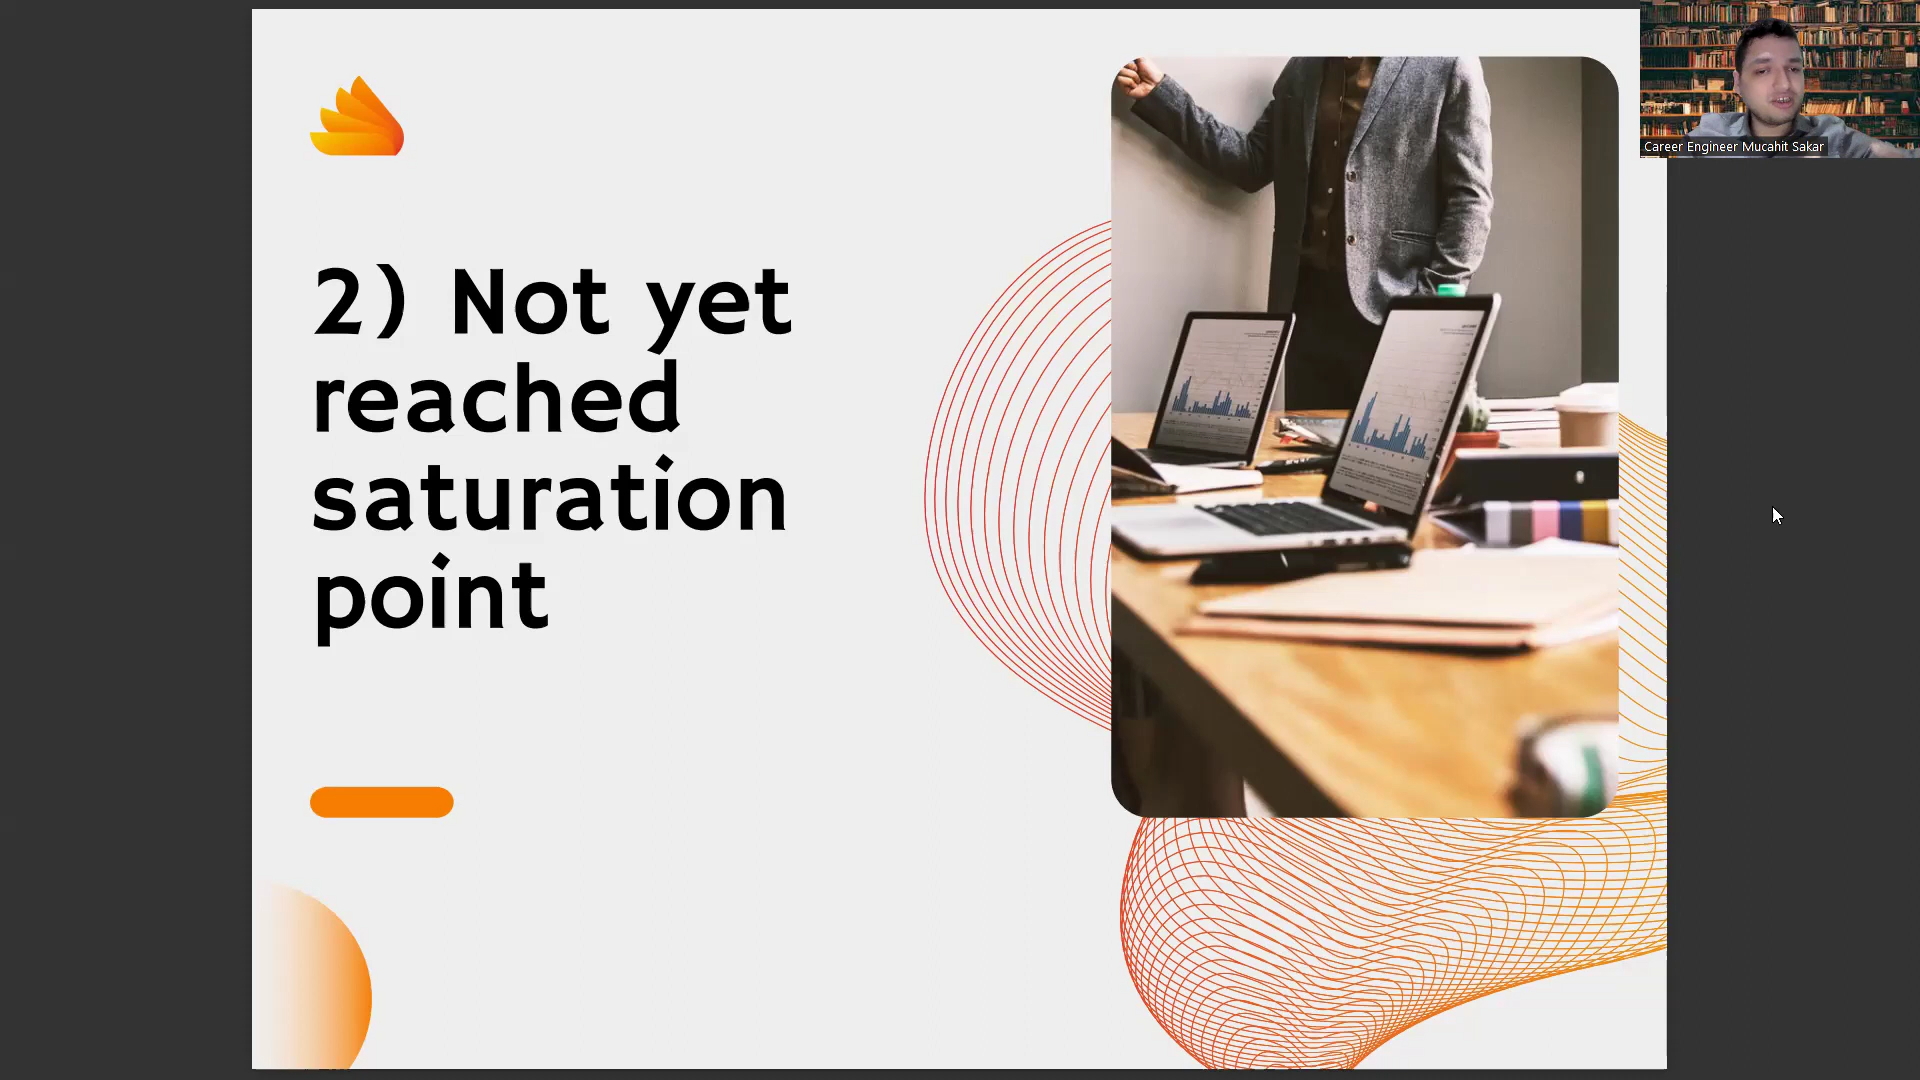 2) Not yet
reached
saturation
point
Career Engineer Mucahit Sakar